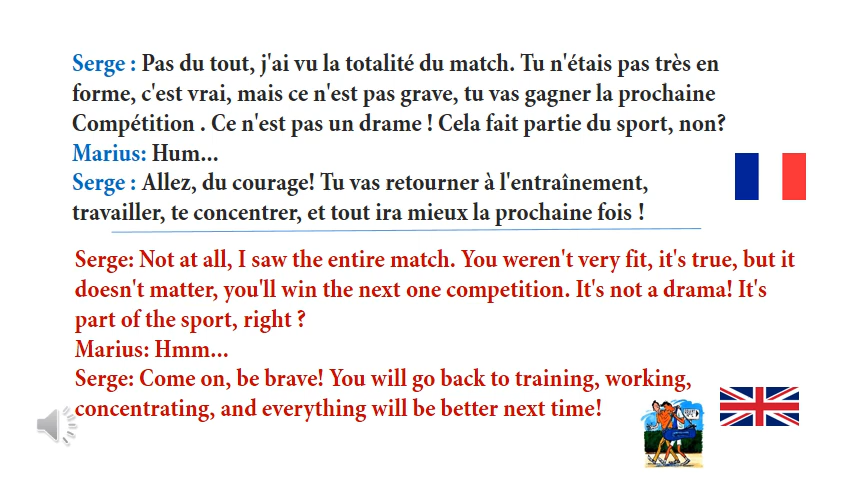 Serge : Pas du tout, j'ai vu la totalité du match. Tu n'étais pas très en
forme, c'est vrai, mais ce n'est pas grave, tu vas gagner la prochaine
Compétition . Ce n'est pas un drame ! Cela fait partie du sport, non?
Marius: Hum...
Serge : Allez, du courage! Tu vas retourner à l'entraînement,
travailler, te concentrer, et tout ira mieux la prochaine fois !
Serge: Not at all, I saw the entire match. You weren't very fit, it's true, but it
doesn't matter, you'll win the next one competition. It's not a drama! It's
part of the sport, right ?
Marius: Hmm...
Serge: Come on, be brave! You will go back to training, working,
concentrating, and everything will be better next time!